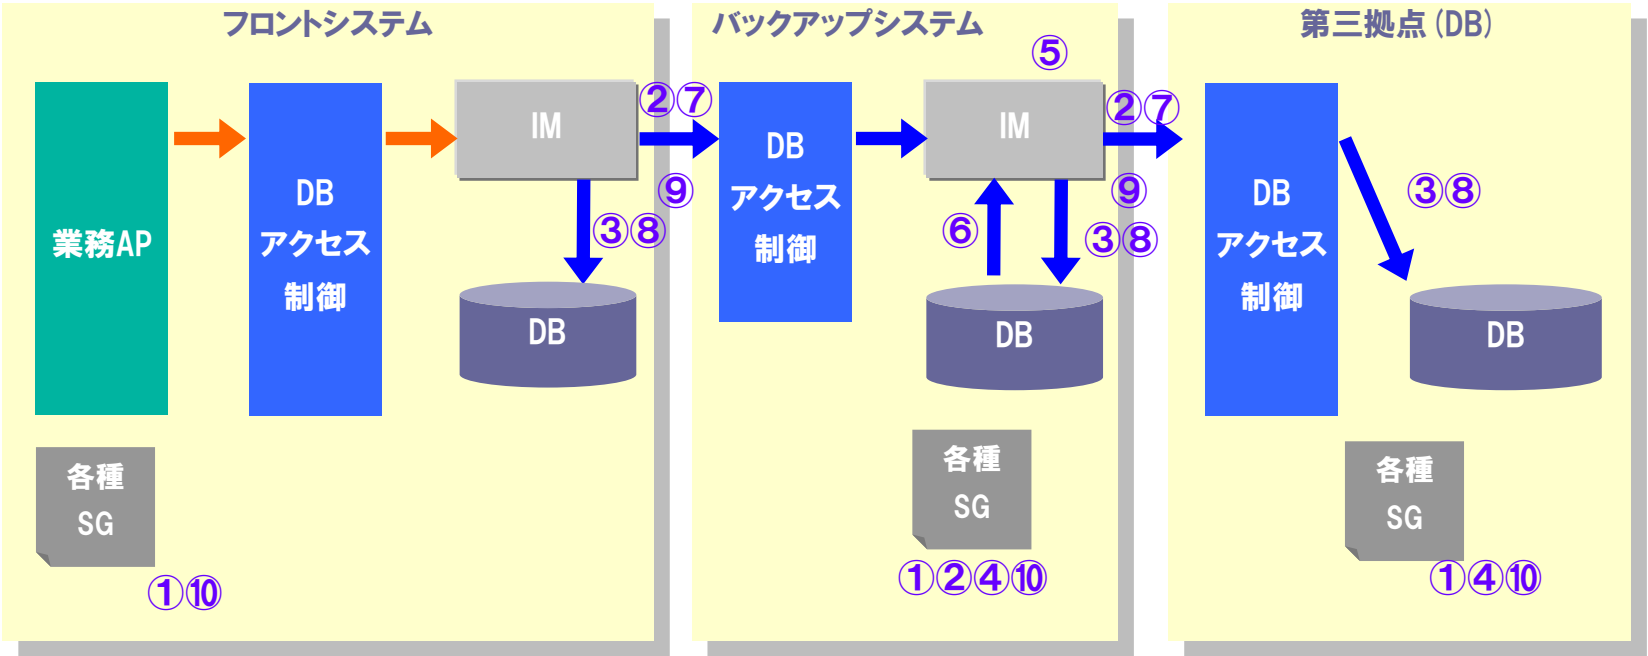 フロントシステム
業務AP
DB
アクセス
制御
IM
②⑦
⑨
③⑧
DB
各種
SG
①⑩
バックアップシステム
DB
アクセス
制御
⑤
IM
②⑦
⑨
⑥
③⑧
DB
各種
SG
①②④⑩
第三拠点(DB)
DB
アクセス
制御
③⑧
DB
各種
SG
①④⑩